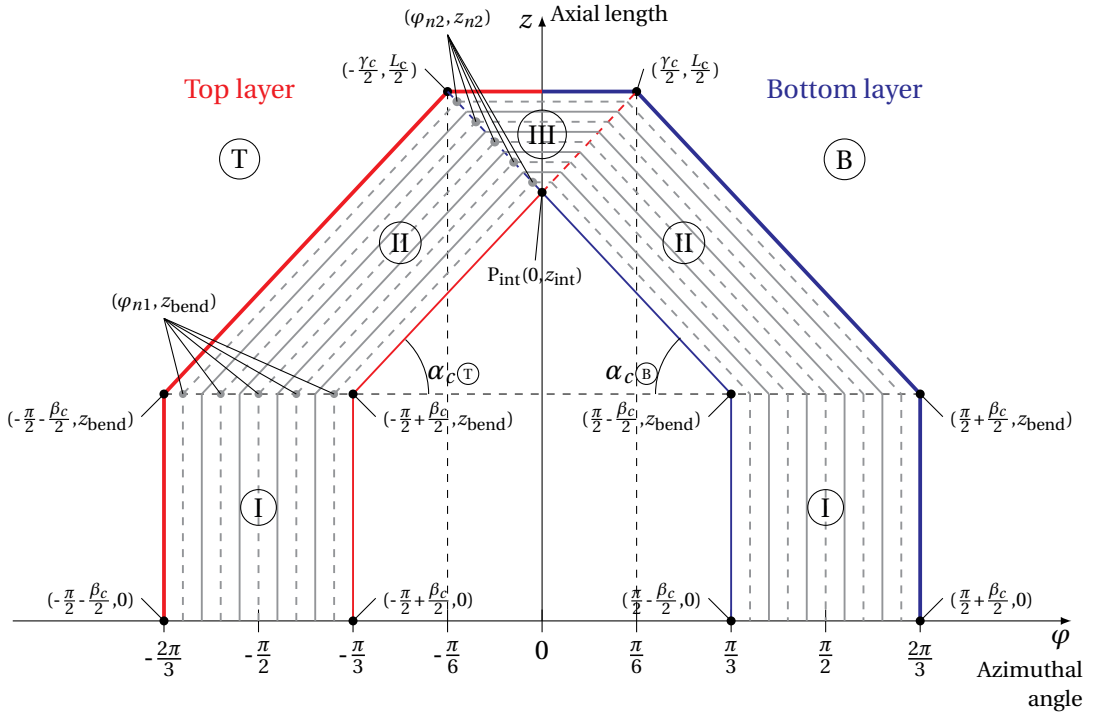 (φn2, zn2)
z
Axial length
(-γc/2, Lc/2)
(γc/2, Lc/2)
Top layer
Bottom layer
III
T
B
II
II
Pint(0,zint)
(φn1, zbend)
αc T
αc B
(-π/2-βc/2, zbend)
(-π/2+βc/2, zbend)
(π/2-βc/2, zbend)
(π/2+βc/2, zbend)
I
I
(-π/2-βc/2,0)
(-π/2+βc/2,0)
(π/2-βc/2,0)
(π/2+βc/2,0)
-2π/3
-π/2
-π/3
-π/6
0
π/6
π/3
π/2
2π/3
φ
Azimuthal
angle